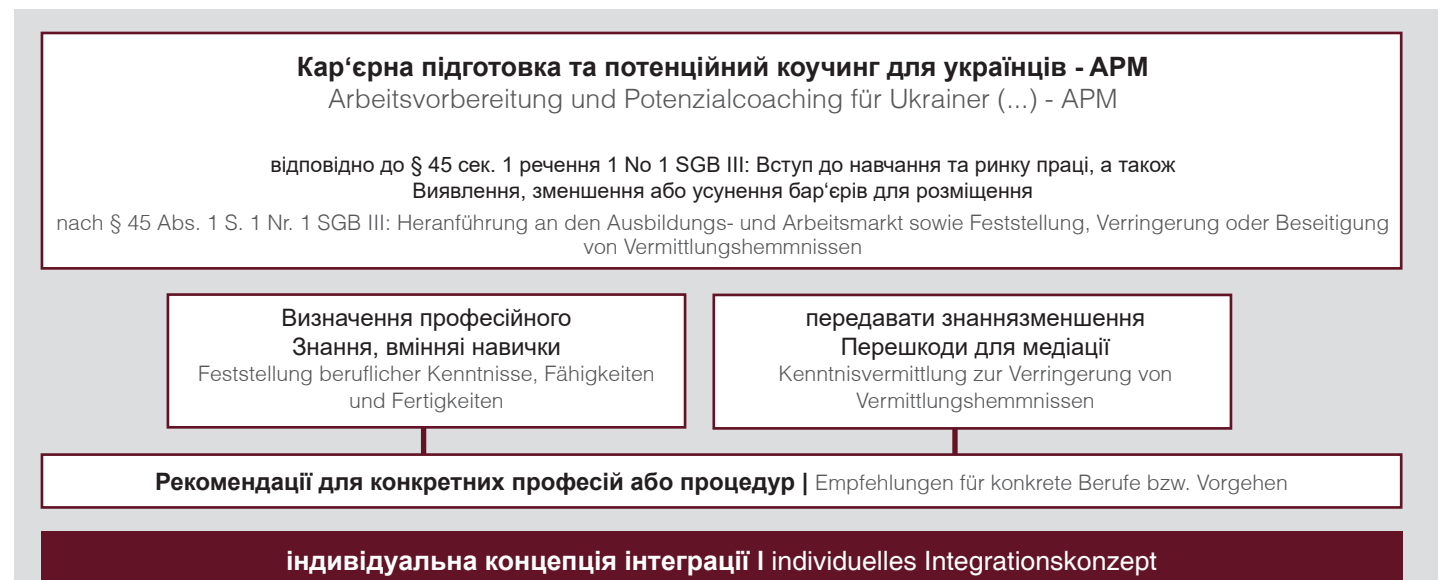 Кар‘єрна підготовка та потенційний коучинг для українців - APM
Arbeitsvorbereitung und Potenzialcoaching für Ukrainer (...) - APM
відповідно до § 45 сек. 1 речення 1 No 1 SGB III: Вступ до навчання та ринку праці, а також
Виявлення, зменшення або усунення бар‘єрів для розміщення
nach § 45 Abs. 1 S. 1 Nr. 1 SGB III: Heranführung an den Ausbildungs- und Arbeitsmarkt sowie Feststellung, Verringerung oder Beseitigung
von Vermittlungshemmnissen
Визначення професійного
Знання, вмінняі навички
Feststellung beruflicher Kenntnisse, Fähigkeiten
und Fertigkeiten
передавати знаннязменшення
Перешкоди для медіації
Kenntnisvermittlung zur Verringerung von
Vermittlungshemmnissen
Рекомендації для конкретних професій або процедур | Empfehlungen für konkrete Berufe bzw. Vorgehen
індивідуальна концепція інтеграції I individuelles Integrationskonzept